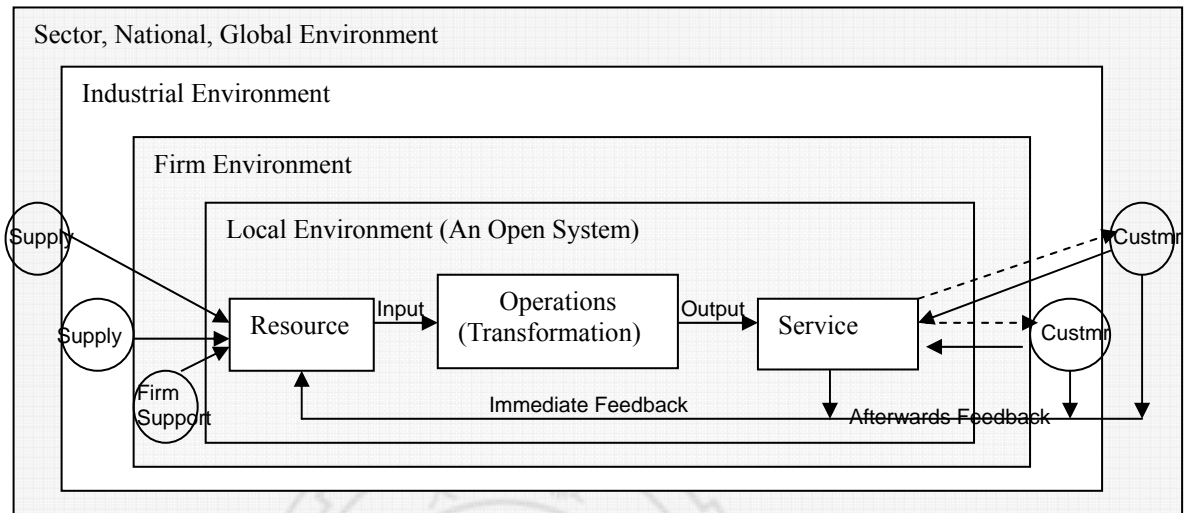 Sector, National, Global Environment
Industrial Environment
Firm Environment
Local Environment (An Open System)
Supply
Custmr
Resource
Input
Operations
(Transformation)
Output
Service
Supply
Custmr
Firm
Support
Immediate Feedback
Afterwards Feedback